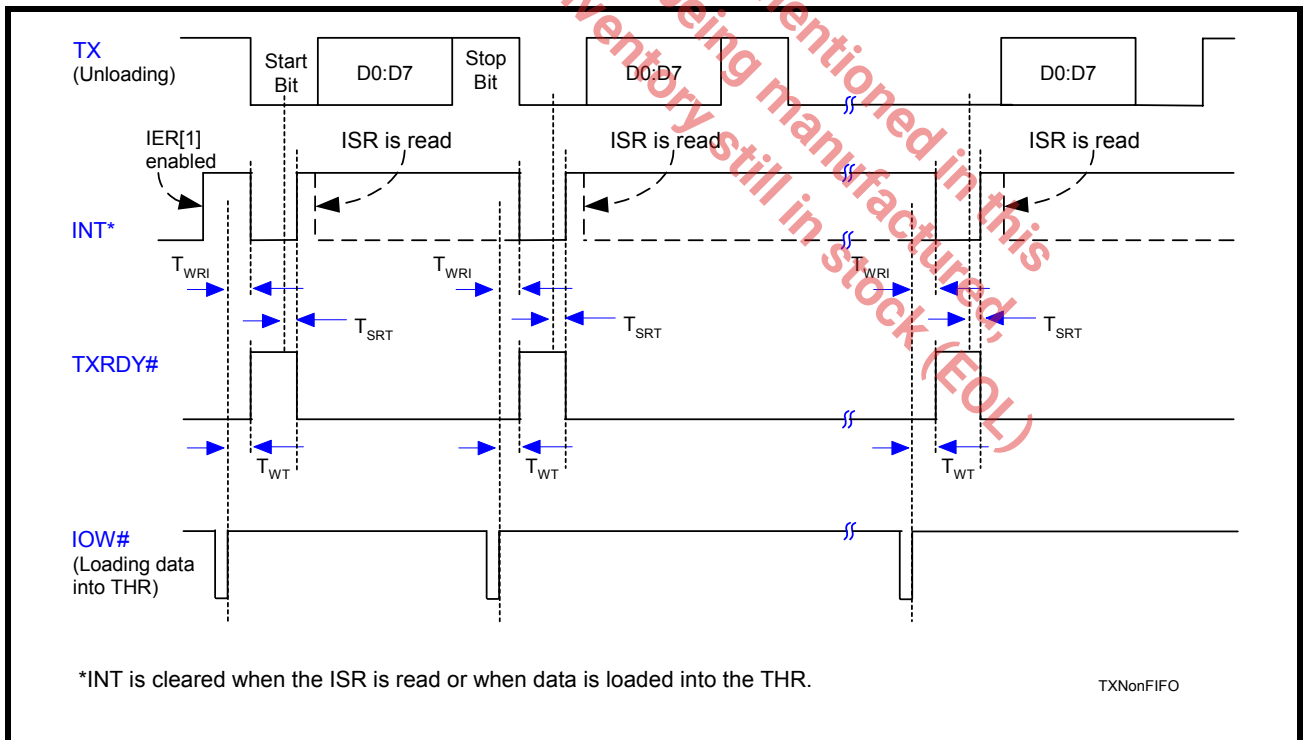 TX
(Unloading)
Start
Bit
D0:D7
Stop
Bit
D0:D7
D0:D7
IER[1]
enabled
ISR is read
ISR is read
ISR is read
INT*
TWRI
TWRI
TWRI
TSRT
TSRT
TSRT
TXRDY#
TWT
TWT
TWT
IOW#
(Loading data
into THR)
*INT is cleared when the ISR is read or when data is loaded into the THR.
TXNonFIFO
mentioned in this
being manufactured,
ventory still in stock (EOL)